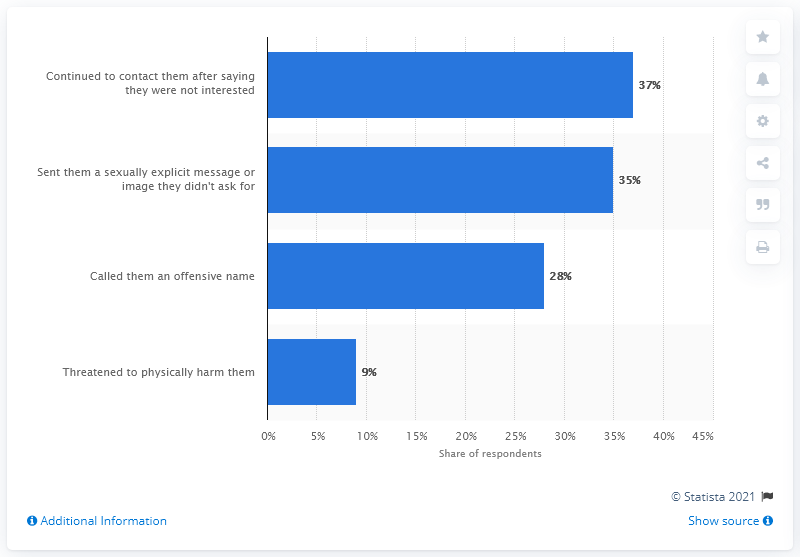 Continued to contact them after saying
they were not interested
37%
Sent them a sexually explicit message or
image they didn't ask for
35%
Called them an offensive name
28%
Threatened to physically harm them
9%
0% 5% 10% 15% 20% 25% 30% 35% 40% 45%
Share of respondents
© Statista 2021
Additional Information
Show source